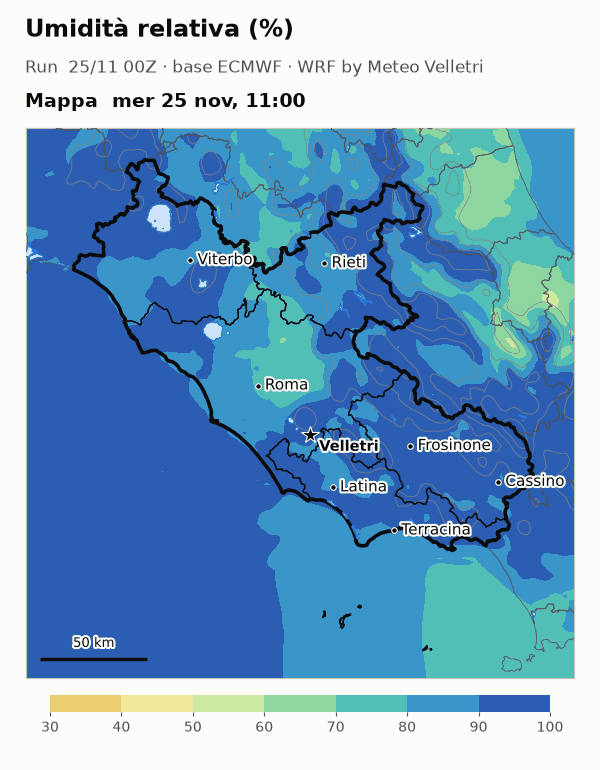 Umidità relativa (%)
Run  25/11 00Z · base ECMWF · WRF by Meteo Velletri
Mappa  mer 25 nov, 11:00
Viterbo
Rieti
Roma
Velletri
Frosinone
Latina
Cassino
Terracina
50 km
30 40 50 60 70 80 90 100